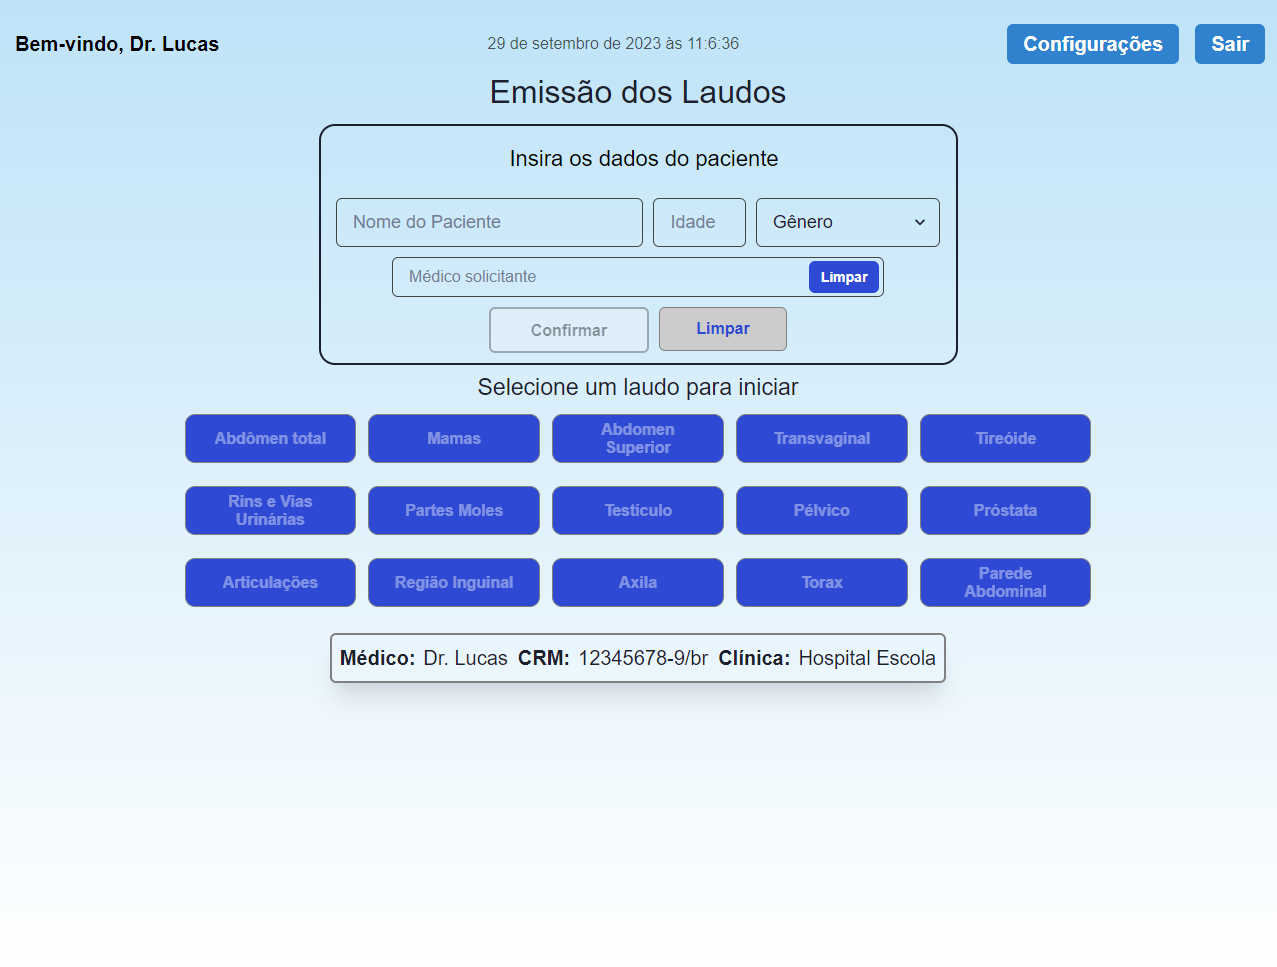 Bem-vindo, Dr. Lucas
29 de setembro de 2023 às 11:6:36
Configurações
Sair
Emissão dos Laudos
Insira os dados do paciente
Nome do Paciente
Idade
Gênero
Médico solicitante
Limpar
Confirmar
Limpar
Selecione um laudo para iniciar
Abdômen total
Mamas
Abdomen
Superior
Transvaginal
Tireóide
Rins e Vias
Urinárias
Partes Moles
Testículo
Pélvico
Próstata
Articulações
Região Inguinal
Axila
Torax
Parede
Abdominal
Médico: Dr. Lucas CRM: 12345678-9/br Clínica: Hospital Escola